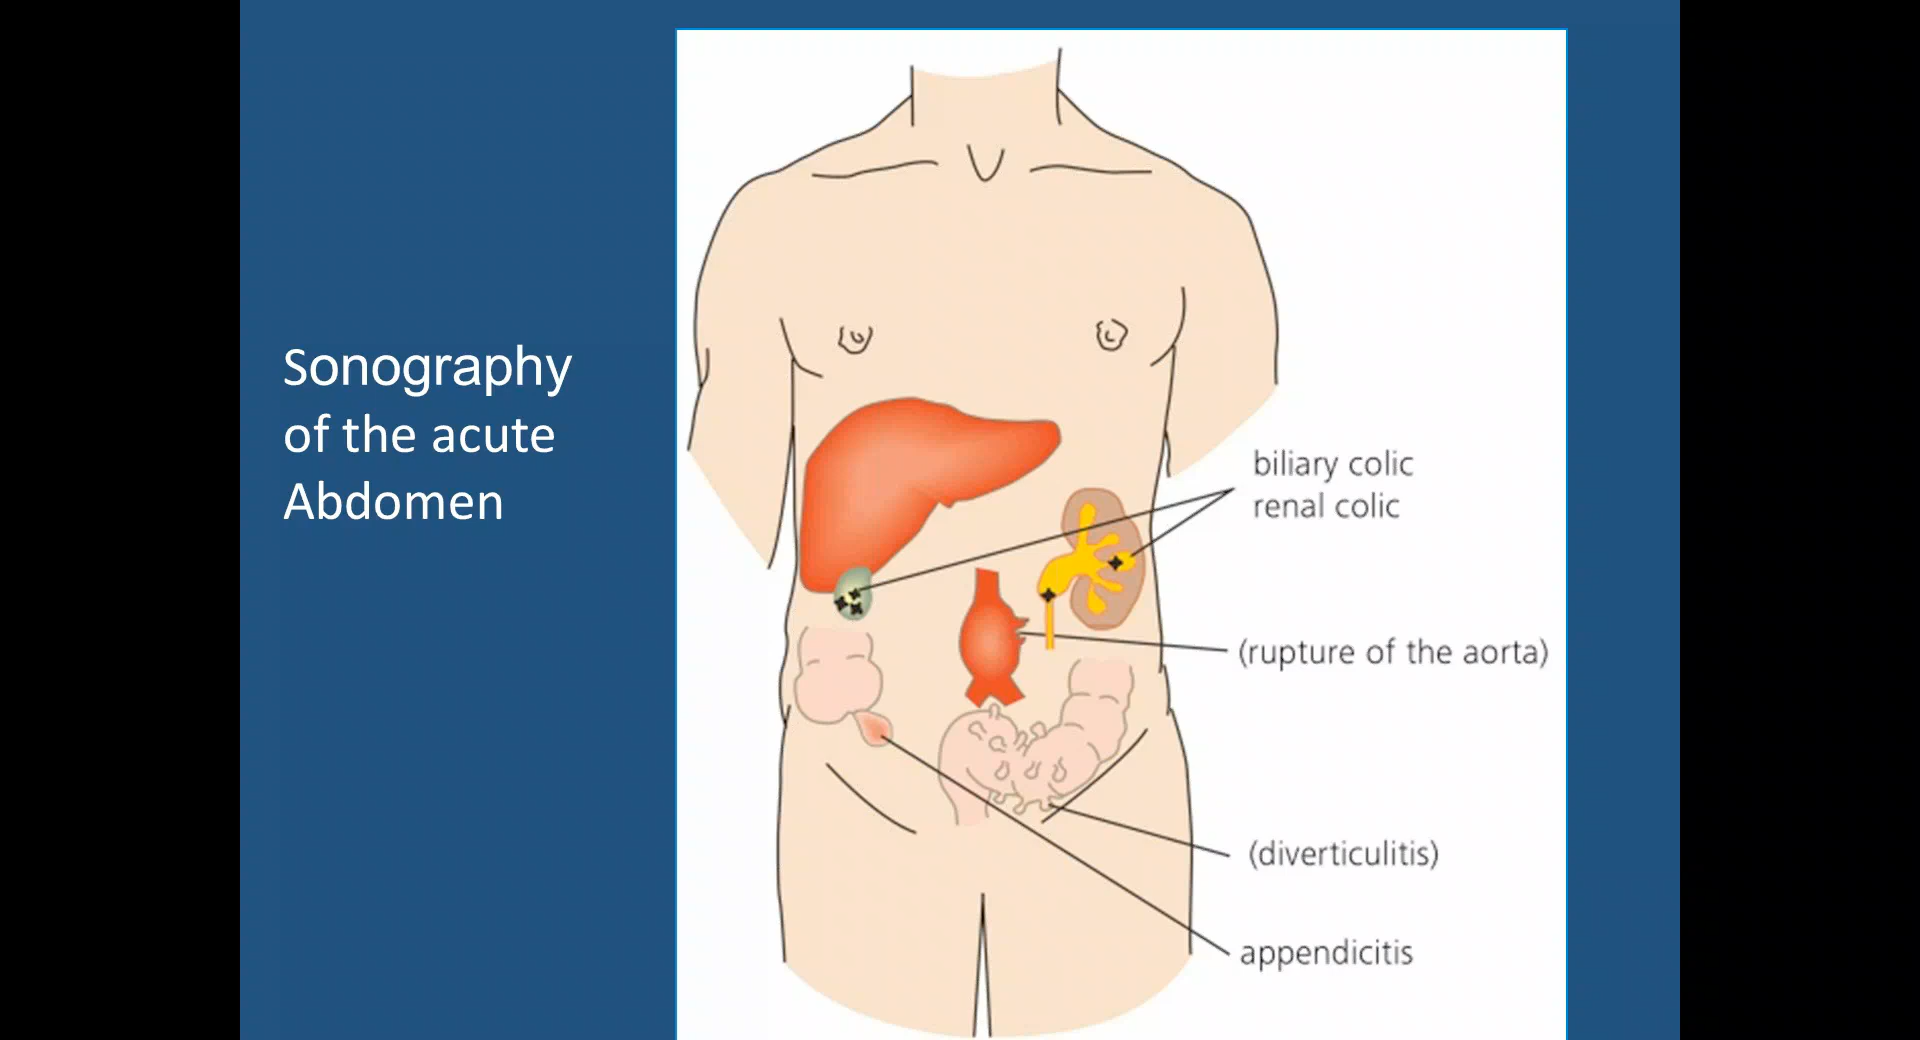 Sonography
of the acute
Abdomen
biliary colic
renal colic
(rupture of the aorta)
(diverticulitis)
appendicitis